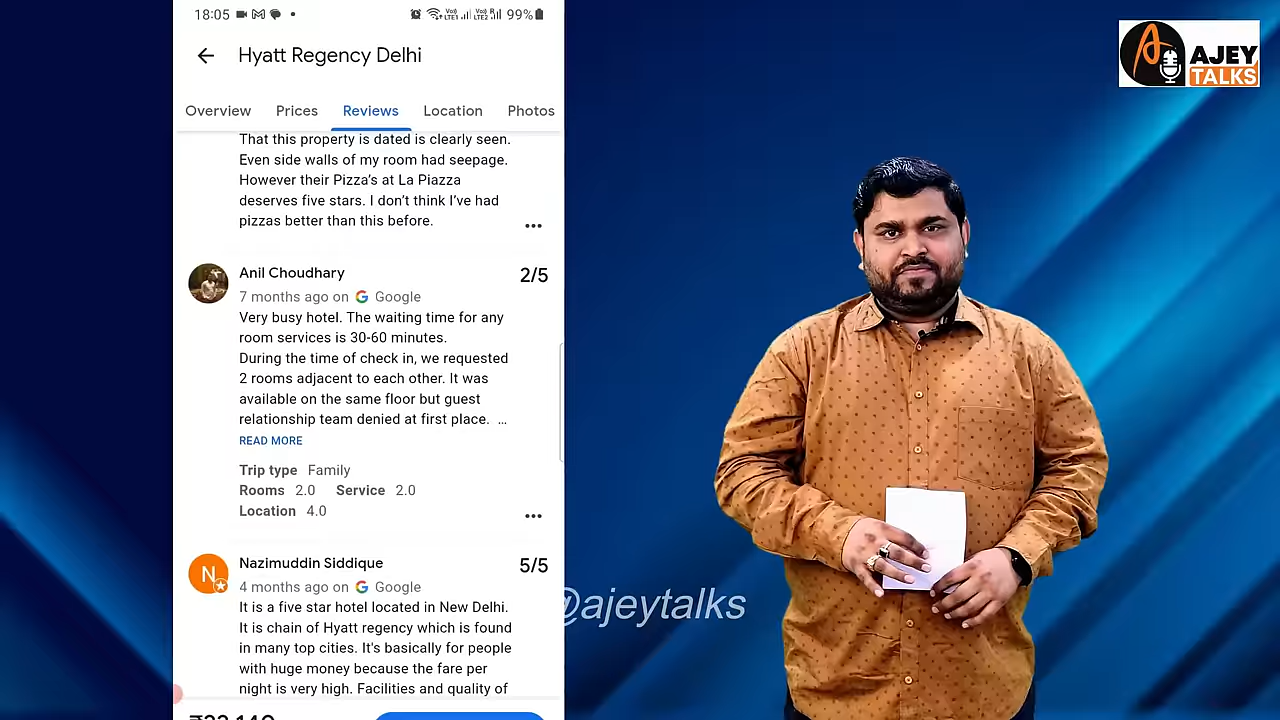 18:05
99%
Hyatt Regency Delhi
Overview Prices Reviews Location Photos
That this property is dated is clearly seen.
Even side walls of my room had seepage.
However their Pizza’s at La Piazza
deserves five stars. I don’t think I’ve had
pizzas better than this before.
Anil Choudhary
2/5
7 months ago on Google
Very busy hotel. The waiting time for any
room services is 30-60 minutes.
During the time of check in, we requested
2 rooms adjacent to each other. It was
available on the same floor but guest
relationship team denied at first place. ...
READ MORE
Trip type Family
Rooms 2.0 Service 2.0
Location 4.0
N
Nazimuddin Siddique
5/5
4 months ago on Google
It is a five star hotel located in New Delhi.
It is chain of Hyatt regency which is found
in many top cities. It's basically for people
with huge money because the fare per
night is very high. Facilities and quality of
@ajeytalks
AJEY
TALKS